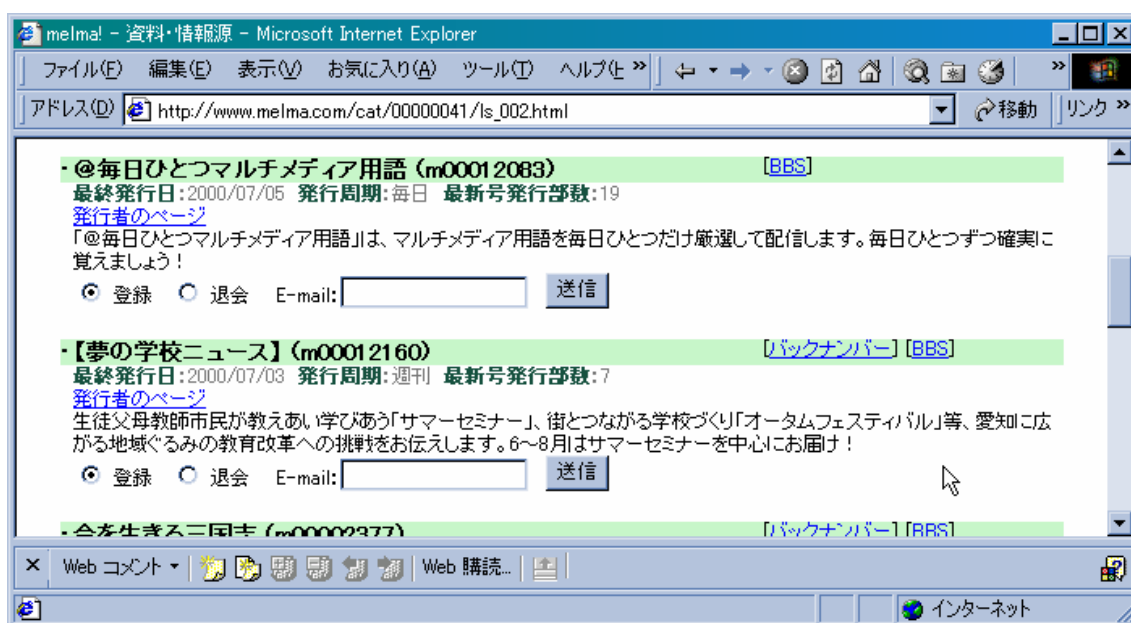 melma! - 資料・情報源 - Microsoft Internet Explorer
ファイル(F) 編集(E) 表示(V) お気に入り(A) ツール(T) ヘルプ(H »  »
アドレス(D) http://www.melma.com/cat/00000041/ls_002.html 移動 リンク »
・@毎日ひとつマルチメディア用語 (m00012083) [BBS]
最終発行日:2000/07/05 発行周期:毎日 最新号発行部数:19
発行者のページ
「@毎日ひとつマルチメディア用語」は、マルチメディア用語を毎日ひとつだけ厳選して配信します。毎日ひとつずつ確実に
覚えましょう!
登録 退会 E-mail: 送信
・【夢の学校ニュース】 (m00012160) [バックナンバー] [BBS]
最終発行日:2000/07/03 発行周期:週刊 最新号発行部数:7
発行者のページ
生徒父母教師市民が教えあい学びあう「サマーセミナー」、街とつながる学校づくり「オータムフェスティバル」等、愛知に広
がる地域ぐるみの教育改革への挑戦をお伝えします。6〜8月はサマーセミナーを中心にお届け!
登録 退会 E-mail: 送信
・今を生きる三国志 (m00002377) [バックナンバー] [BBS]
× Web コメント Web 購読...
インターネット